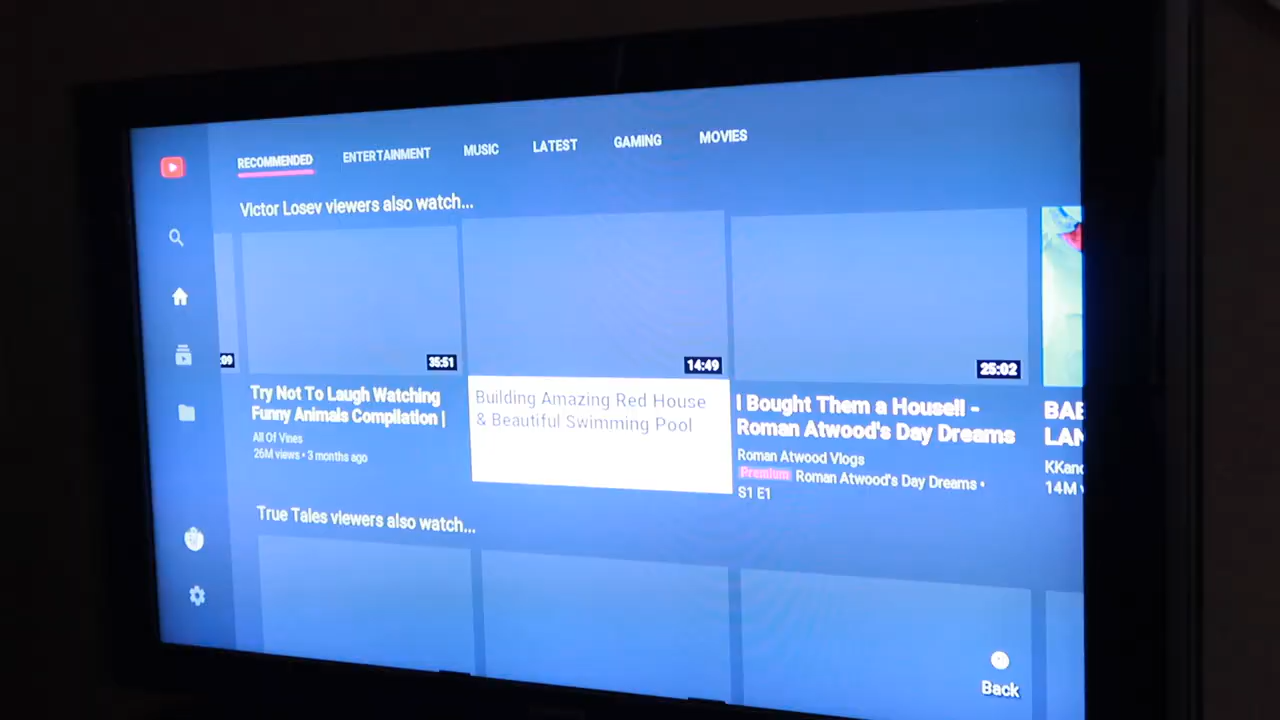 RECOMMENDED ENTERTAINMENT MUSIC LATEST GAMING MOVIES
Victor Losev viewers also watch...
:09 35:51 14:49 25:02
Try Not To Laugh Watching
Funny Animals Compilation |
All Of Vines
26M views • 3 months ago
Building Amazing Red House
& Beautiful Swimming Pool
I Bought Them a House!! -
Roman Atwood's Day Dreams
Roman Atwood Vlogs
Premium Roman Atwood's Day Dreams •
S1 E1
14M
True Tales viewers also watch...
Back